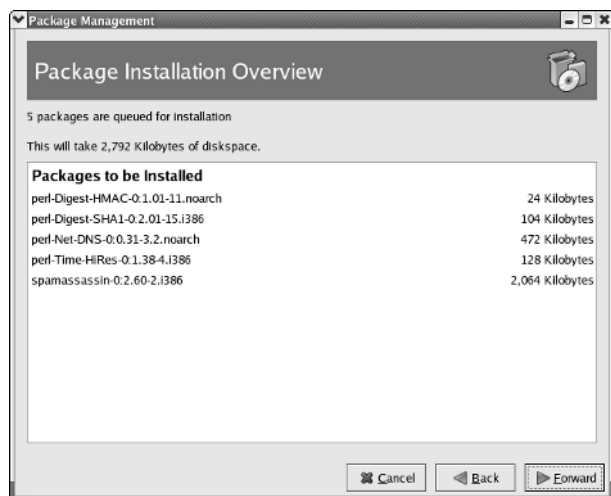 Package Management
Package Installation Overview
5 packages are queued for installation
This will take 2,792 Kilobytes of diskspace.
Packages to be Installed
perl-Digest-HMAC-0:1.01-11.noarch 24 Kilobytes
perl-Digest-SHA1-0:2.01-15.i386 104 Kilobytes
perl-Net-DNS-0:0.31-3.2.noarch 472 Kilobytes
perl-Time-HiRes-0:1.38-4.i386 128 Kilobytes
spamassassin-0:2.60-2.i386 2,064 Kilobytes
Cancel Back Forward